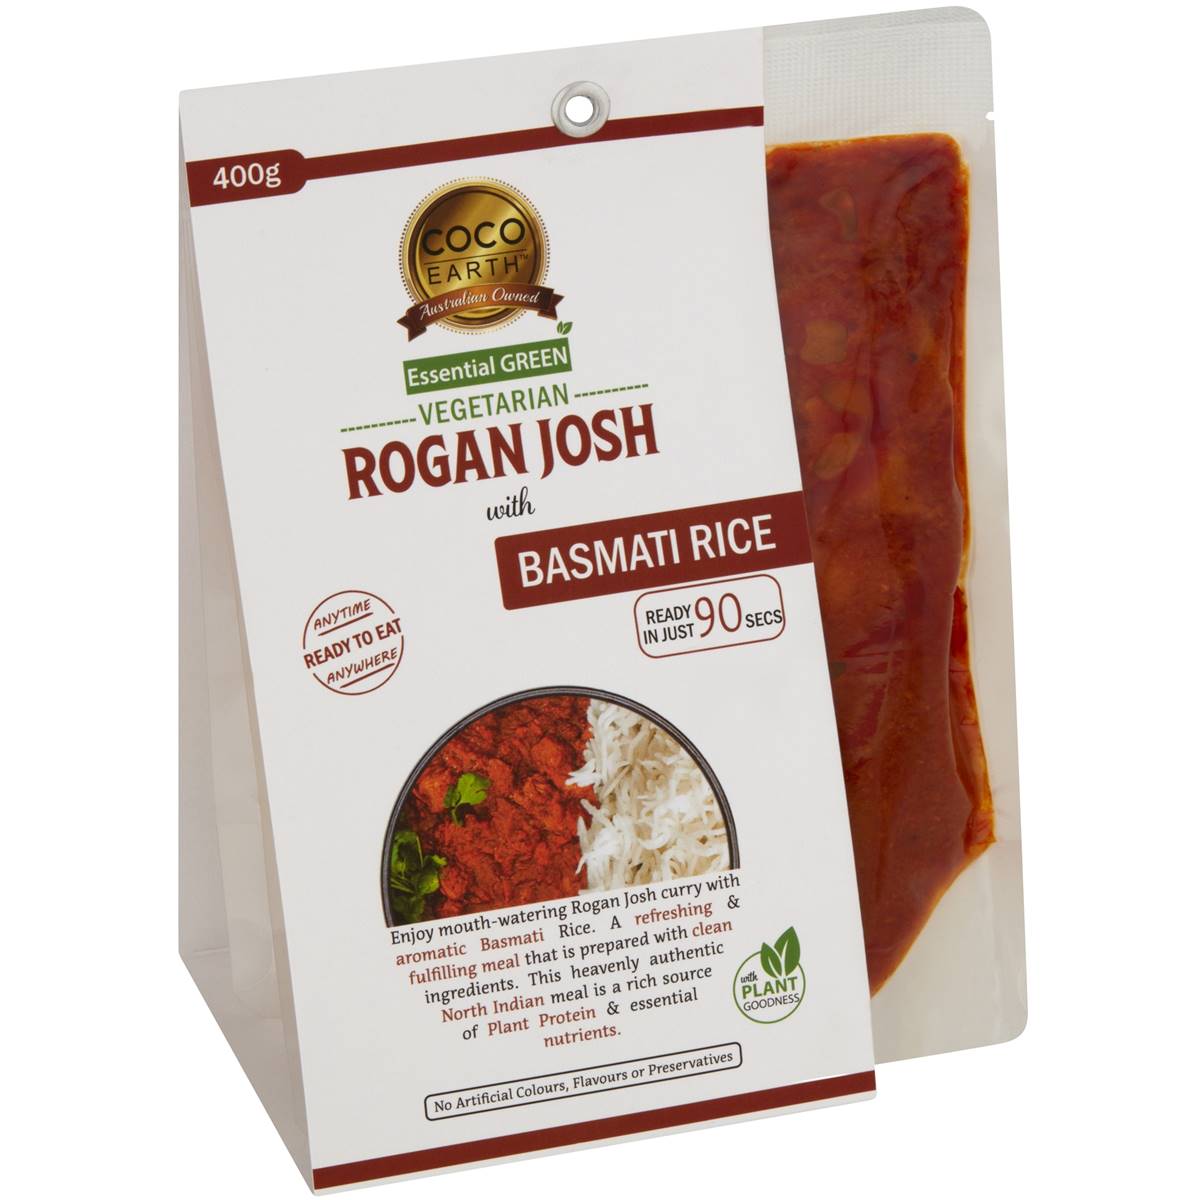 400g
COCO
EARTH™
Australian Owned
Essential GREEN
VEGETARIAN
ROGAN JOSH
with
BASMATI RICE
READY
IN JUST 90 SECS
ANYTIME
READY TO EAT
ANYWHERE
Enjoy mouth-watering Rogan Josh curry with
aromatic Basmati Rice. A refreshing &
fulfilling meal that is prepared with clean
ingredients. This heavenly authentic
North Indian meal is a rich source
of Plant Protein & essential
nutrients.
with
PLANT
GOODNESS
No Artificial Colours, Flavours or Preservatives